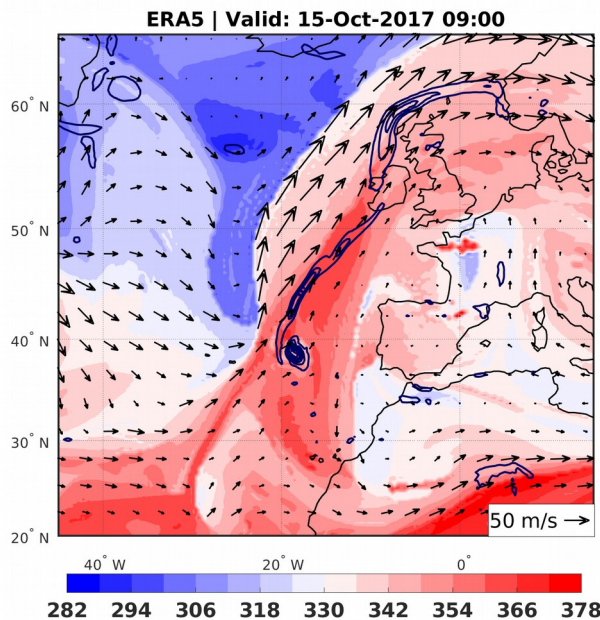 ERA5 | Valid: 15-Oct-2017 09:00
60° N
50° N
40° N
30° N
20° N
50 m/s
40° W 20° W 0°
282 294 306 318 330 342 354 366 378